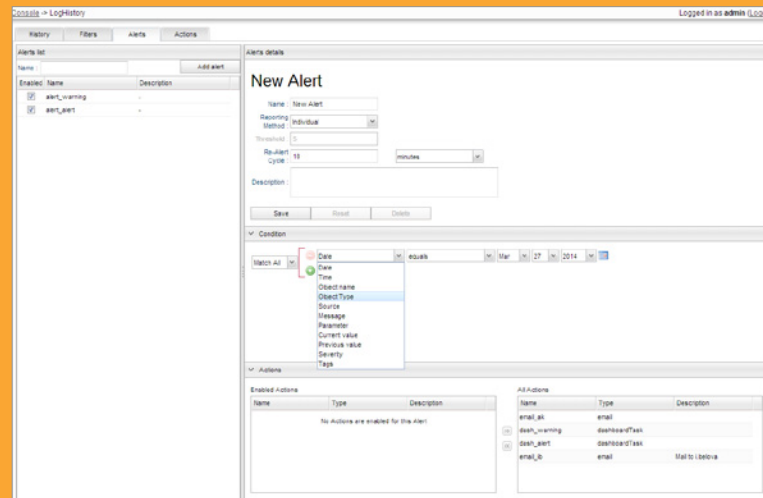 Console -> LogHistory
Logged in as admin (Log
History Filters Alerts Actions
Alerts list
Name :
Add alert
Enabled Name Description
alert_warning -
alert_alert -
Alerts details
New Alert
Name : New Alert
Reporting Method : Individual
Threshold : 5
Re-Alert Cycle : 10 minutes
Description :
Save Reset Delete
Condition
Match All
Date equals Mar 27 2014
Date
Time
Object name
Object Type
Source
Message
Parameter
Current value
Previous value
Severity
Tags
Actions
Enabled Actions
Name Type Description
No Actions are enabled for this Alert
All Actions
Name Type Description
email_ak email
dash_warning dashboardTask
dash_alert dashboardTask
email_ib email Mail to i.belova